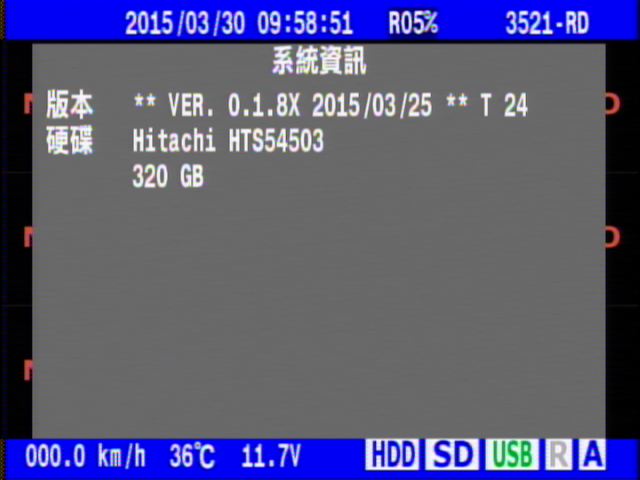 2015/03/30 09:58:51 R05% 3521-RD
系統資訊
版本 ** VER. 0.1.8X 2015/03/25 ** T 24
硬碟 Hitachi HTS54503
320 GB
000.0 km/h 36℃ 11.7V HDD SD USB R A